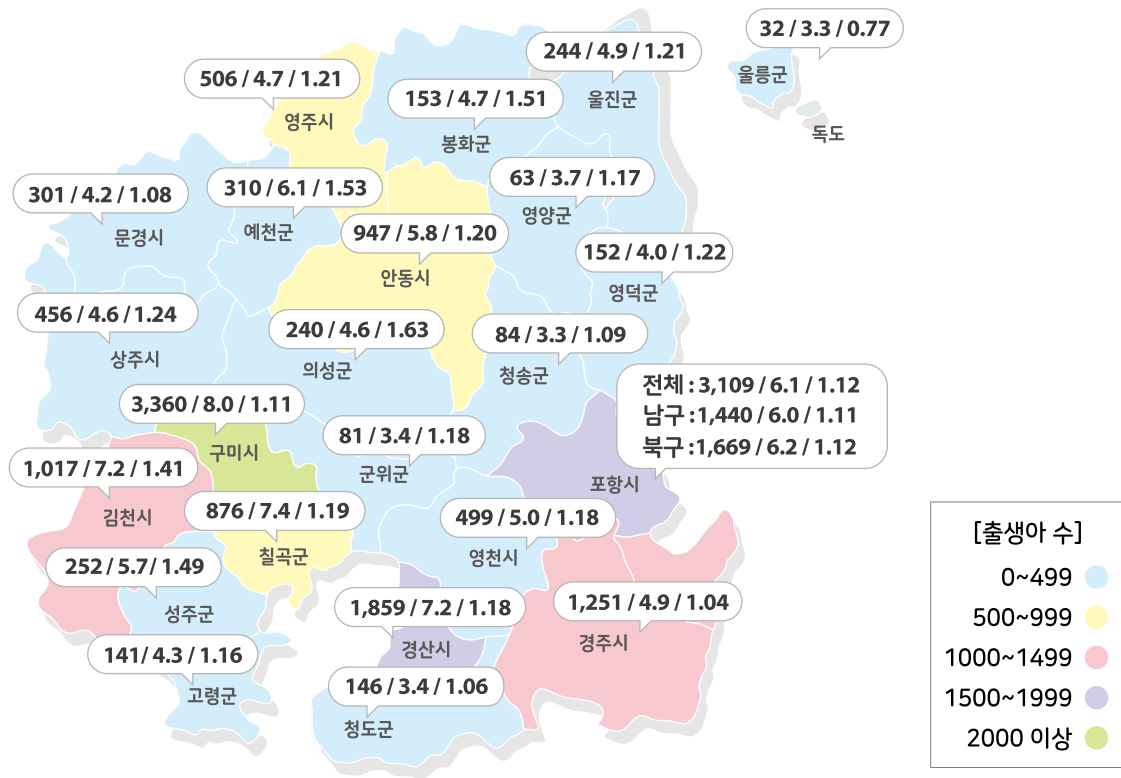 32 / 3.3 / 0.77
울릉군
독도
244 / 4.9 / 1.21
울진군
506 / 4.7 / 1.21
영주시
153 / 4.7 / 1.51
봉화군
63 / 3.7 / 1.17
영양군
301 / 4.2 / 1.08
문경시
310 / 6.1 / 1.53
예천군
947 / 5.8 / 1.20
안동시
152 / 4.0 / 1.22
영덕군
456 / 4.6 / 1.24
상주시
240 / 4.6 / 1.63
의성군
84 / 3.3 / 1.09
청송군
전체 : 3,109 / 6.1 / 1.12
남구 : 1,440 / 6.0 / 1.11
북구 : 1,669 / 6.2 / 1.12
포항시
3,360 / 8.0 / 1.11
구미시
81 / 3.4 / 1.18
군위군
1,017 / 7.2 / 1.41
김천시
876 / 7.4 / 1.19
칠곡군
499 / 5.0 / 1.18
영천시
252 / 5.7 / 1.49
성주군
1,859 / 7.2 / 1.18
경산시
1,251 / 4.9 / 1.04
경주시
141/ 4.3 / 1.16
고령군
146 / 3.4 / 1.06
청도군
[출생아 수]
0~499
500~999
1000~1499
1500~1999
2000 이상